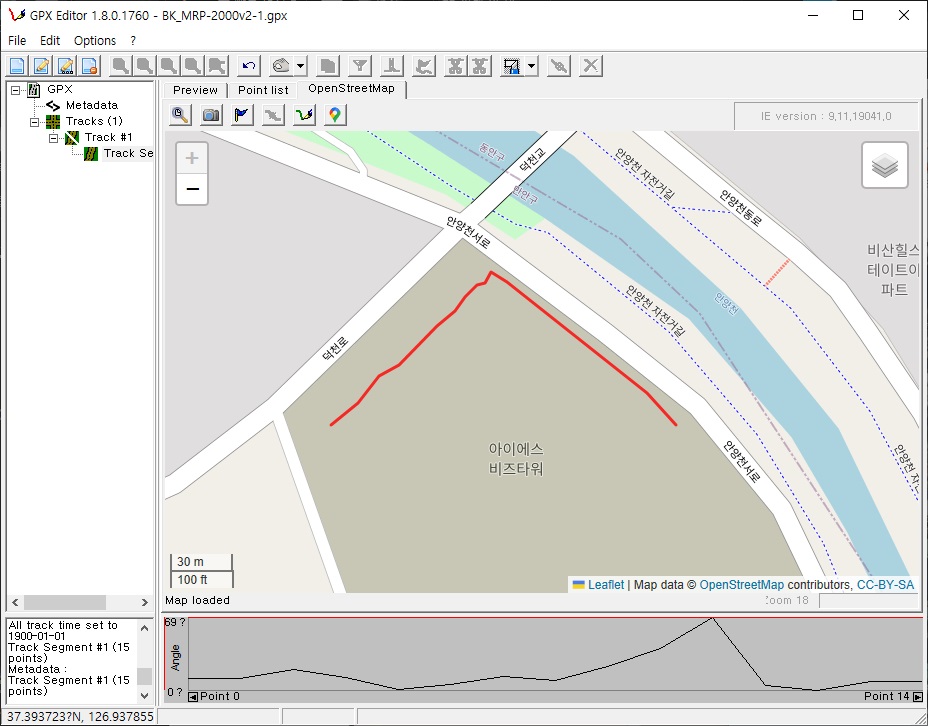 GPX Editor 1.8.0.1760 - BK_MRP-2000v2-1.gpx
File Edit Options ?
GPX
Metadata
Tracks (1)
Track #1
Track Se
Preview
Point list
OpenStreetMap
IE version : 9,11,19041,0
+
−
동안구
덕천교
만안구
안양천 자전거길
안양천동로
안양천서로
비산힐스
테이트아
파트
안양천 자전거길
안양천
덕천로
아이에스
비즈타워
안양천서로
안양천 자전
30 m
100 ft
Leaflet | Map data © OpenStreetMap contributors, CC-BY-SA
Map loaded
Zoom 18
All track time set to
1900-01-01
Track Segment #1 (15
points)
Metadata :
Track Segment #1 (15
points)
69 ?
Angle
0 ?
Point 0
Point 14
37.393723?N, 126.937855